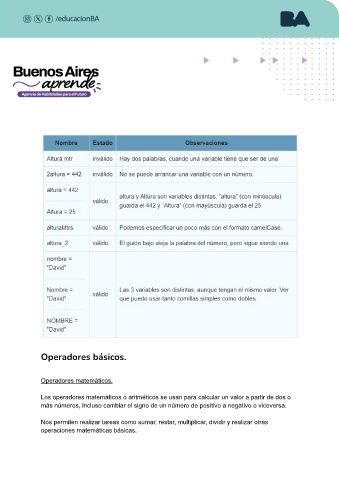 /educacionBA
BA
Buenos Aires
aprende
Agencia de Habilidades para el Futuro
Nombre Estado Observaciones
Altura mtr inválido Hay dos palabras, cuando una variable tiene que ser de una
2altura = 442 inválido No se puede arrancar una variable con un número.
altura = 442
Altura = 25
válido
altura y Altura son variables distintas, "altura" (con minúscula)
guarda el 442 y "Altura" (con mayúscula) guarda el 25
alturaMtrs válido Podemos especificar un poco más con el formato camelCase.
altura_2 válido El guión bajo aleja la palabra del número, pero sigue siendo una
nombre =
"David"
Nombre =
"David"
NOMBRE =
"David"
válido
Las 3 variables son distintas, aunque tengan el mismo valor. Ver
que puedo usar tanto comillas simples como dobles
Operadores básicos.
Operadores matemáticos.
Los operadores matemáticos o aritméticos se usan para calcular un valor a partir de dos o
más números, incluso cambiar el signo de un número de positivo a negativo o viceversa.
Nos permiten realizar tareas como sumar, restar, multiplicar, dividir y realizar otras
operaciones matemáticas básicas.